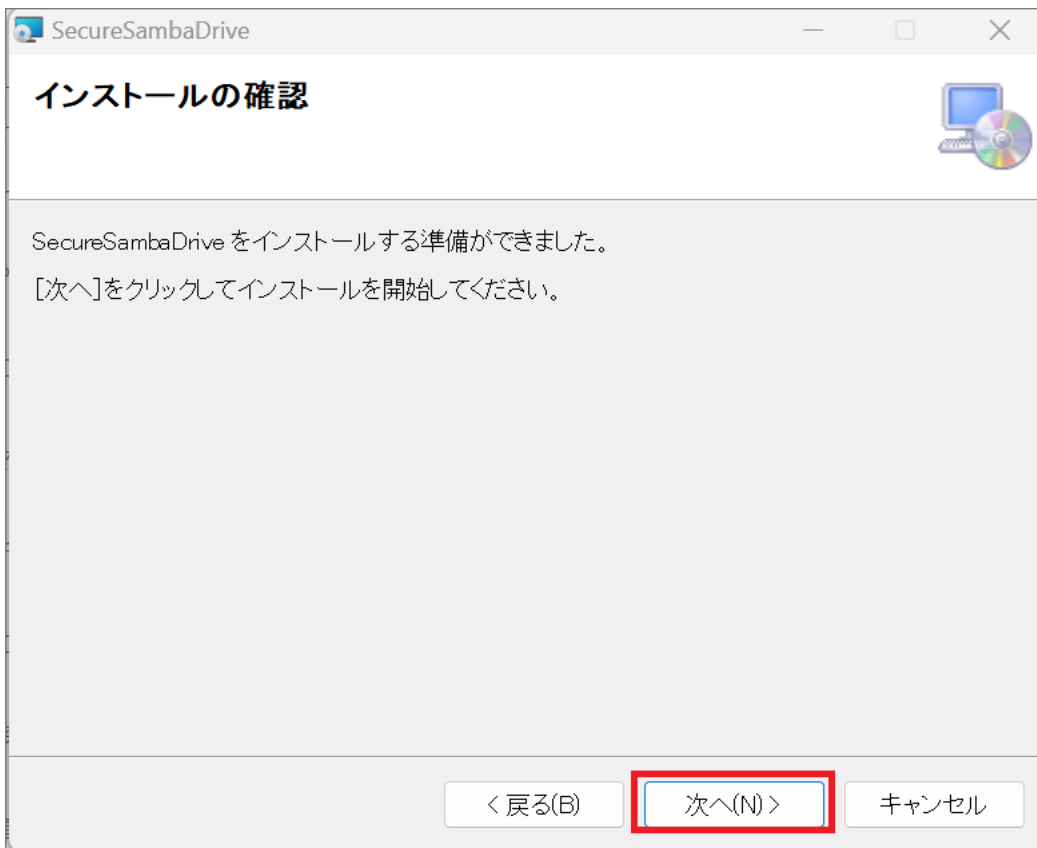 SecureSambaDrive
インストールの確認
SecureSambaDrive をインストールする準備ができました。
[次へ]をクリックしてインストールを開始してください。
< 戻る(B)
次へ(N) >
キャンセル